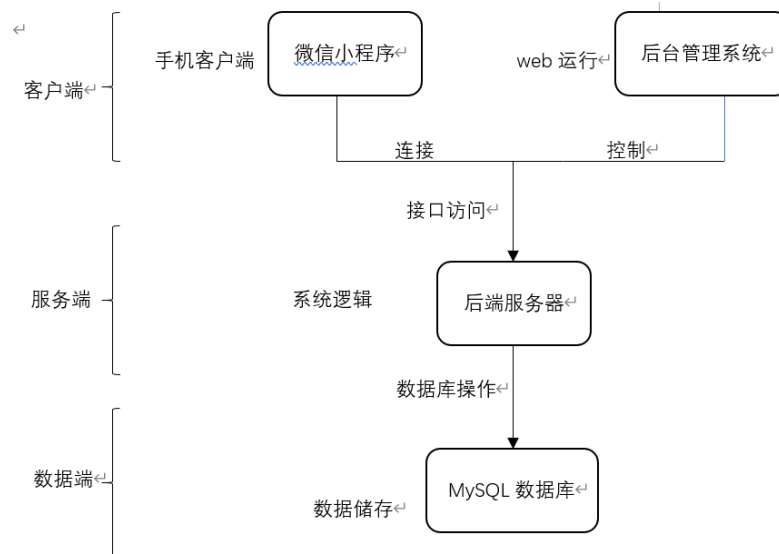 手机客户端
微信小程序
web 运行
后台管理系统
客户端
连接
控制
接口访问
服务端
系统逻辑
后端服务器
数据库操作
数据端
MySQL 数据库
数据储存